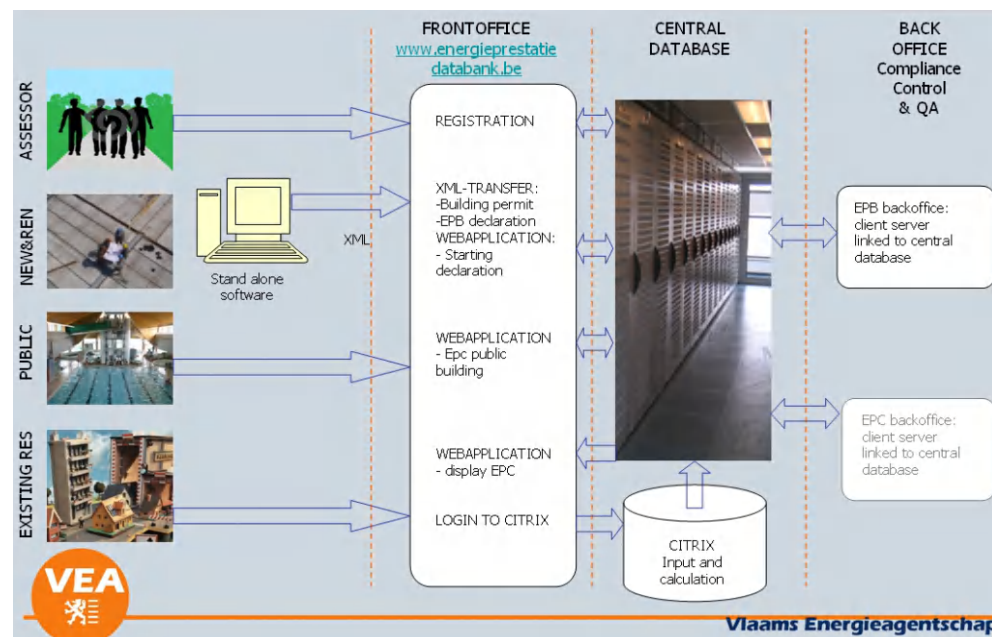 FRONTOFFICE
www.energieprestatie
databank.be
CENTRAL
DATABASE
BACK
OFFICE
Compliance
Control
& QA
ASSESSOR
NEW&REN
PUBLIC
EXISTING RES
Stand alone
software
XML
REGISTRATION
XML-TRANSFER:
-Building permit
-EPB declaration
WEBAPPLICATION:
- Starting
declaration
WEBAPPLICATION
- Epc public
building
WEBAPPLICATION
- display EPC
LOGIN TO CITRIX
CITRIX
Input and
calculation
EPB backoffice:
client server
linked to central
database
EPC backoffice:
client server
linked to central
database
VEA
Vlaams Energieagentschap